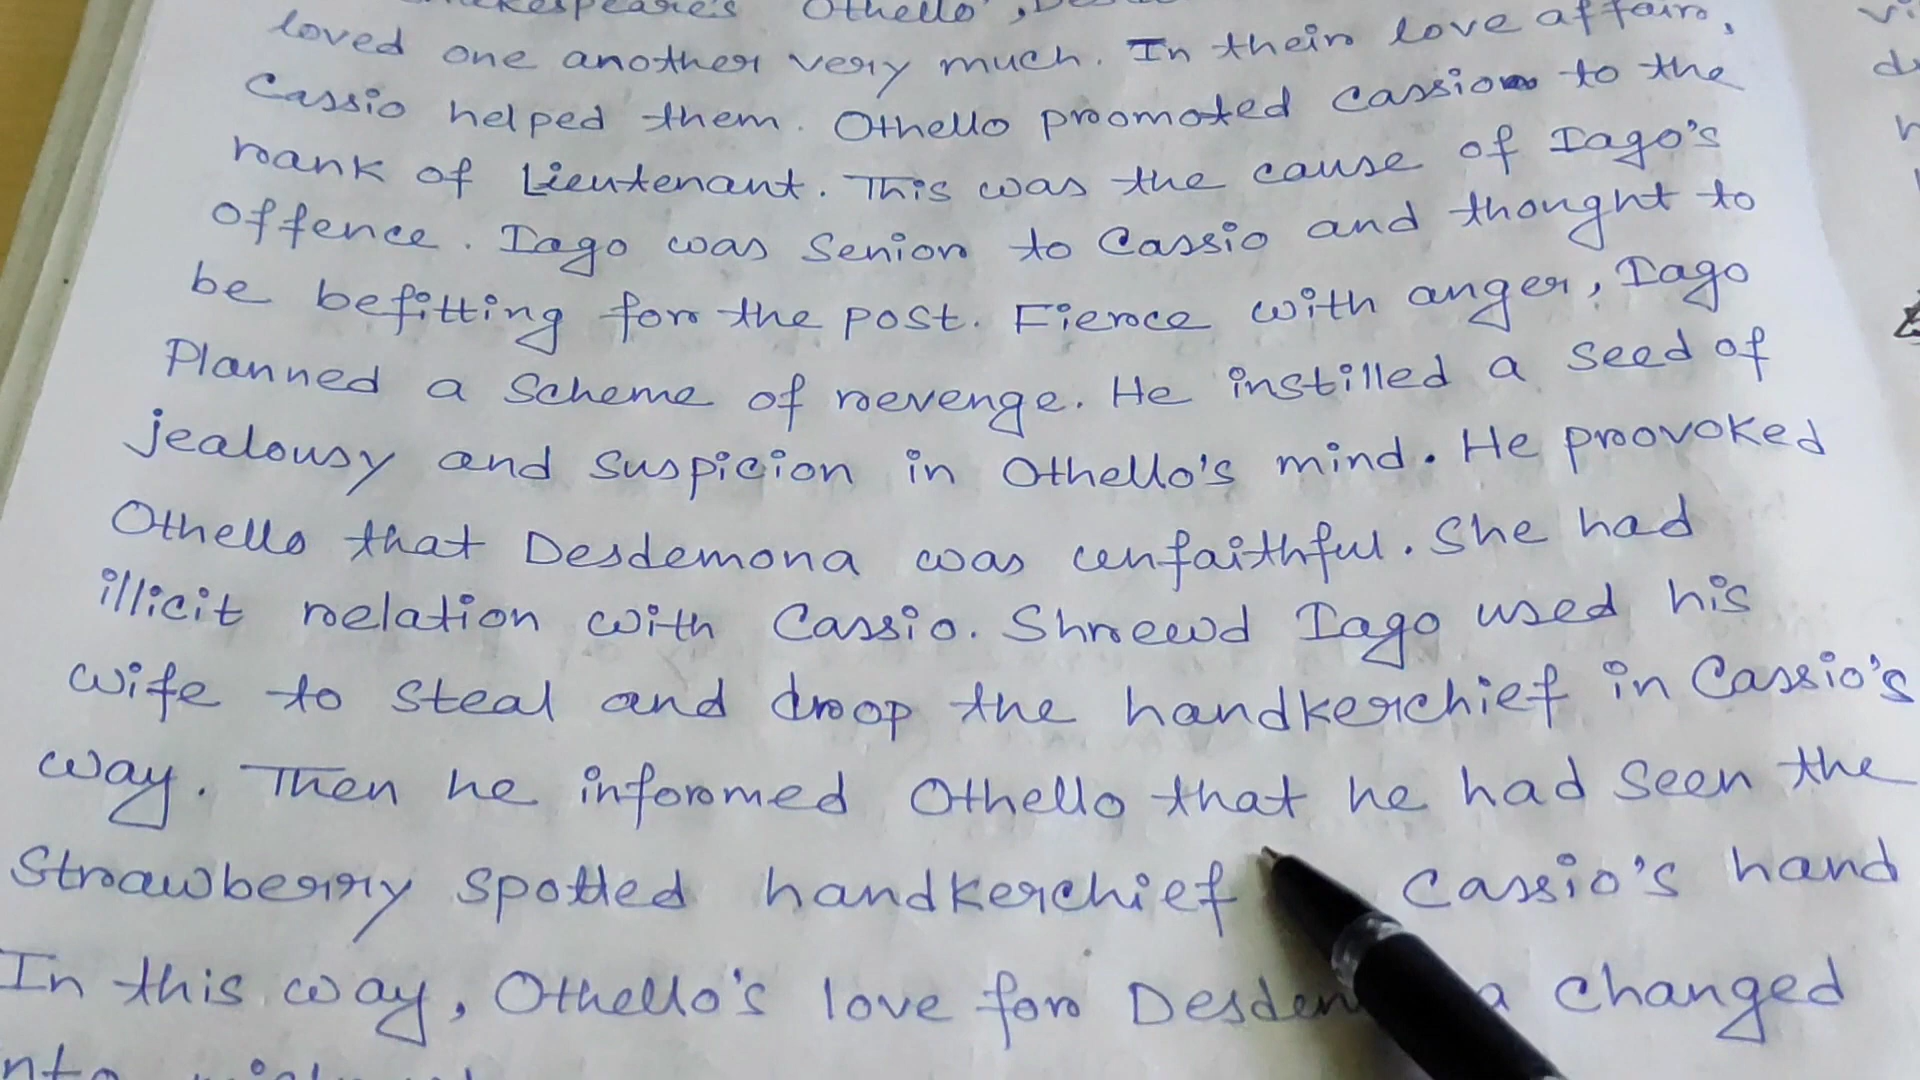 Shakespeare's Othello,
loved one another very much. In their love affair,
Cassio helped them. Othello promoted Cassio to the
rank of Lieutenant. This was the cause of Iago's
offence. Iago was Senior to Cassio and thought to
be befitting for the post. Fierce with anger, Iago
Planned a Scheme of revenge. He instilled a seed of
jealousy and suspicion in Othello's mind. He provoked
Othello that Desdemona was unfaithful. She had
illicit relation with Cassio. Shrewd Iago used his
wife to steal and drop the handkerchief in Cassio's
way. Then he informed Othello that he had seen the
Strawberry spotted handkerchief Cassio's hand
In this way, Othello's love for Desdemona changed
into